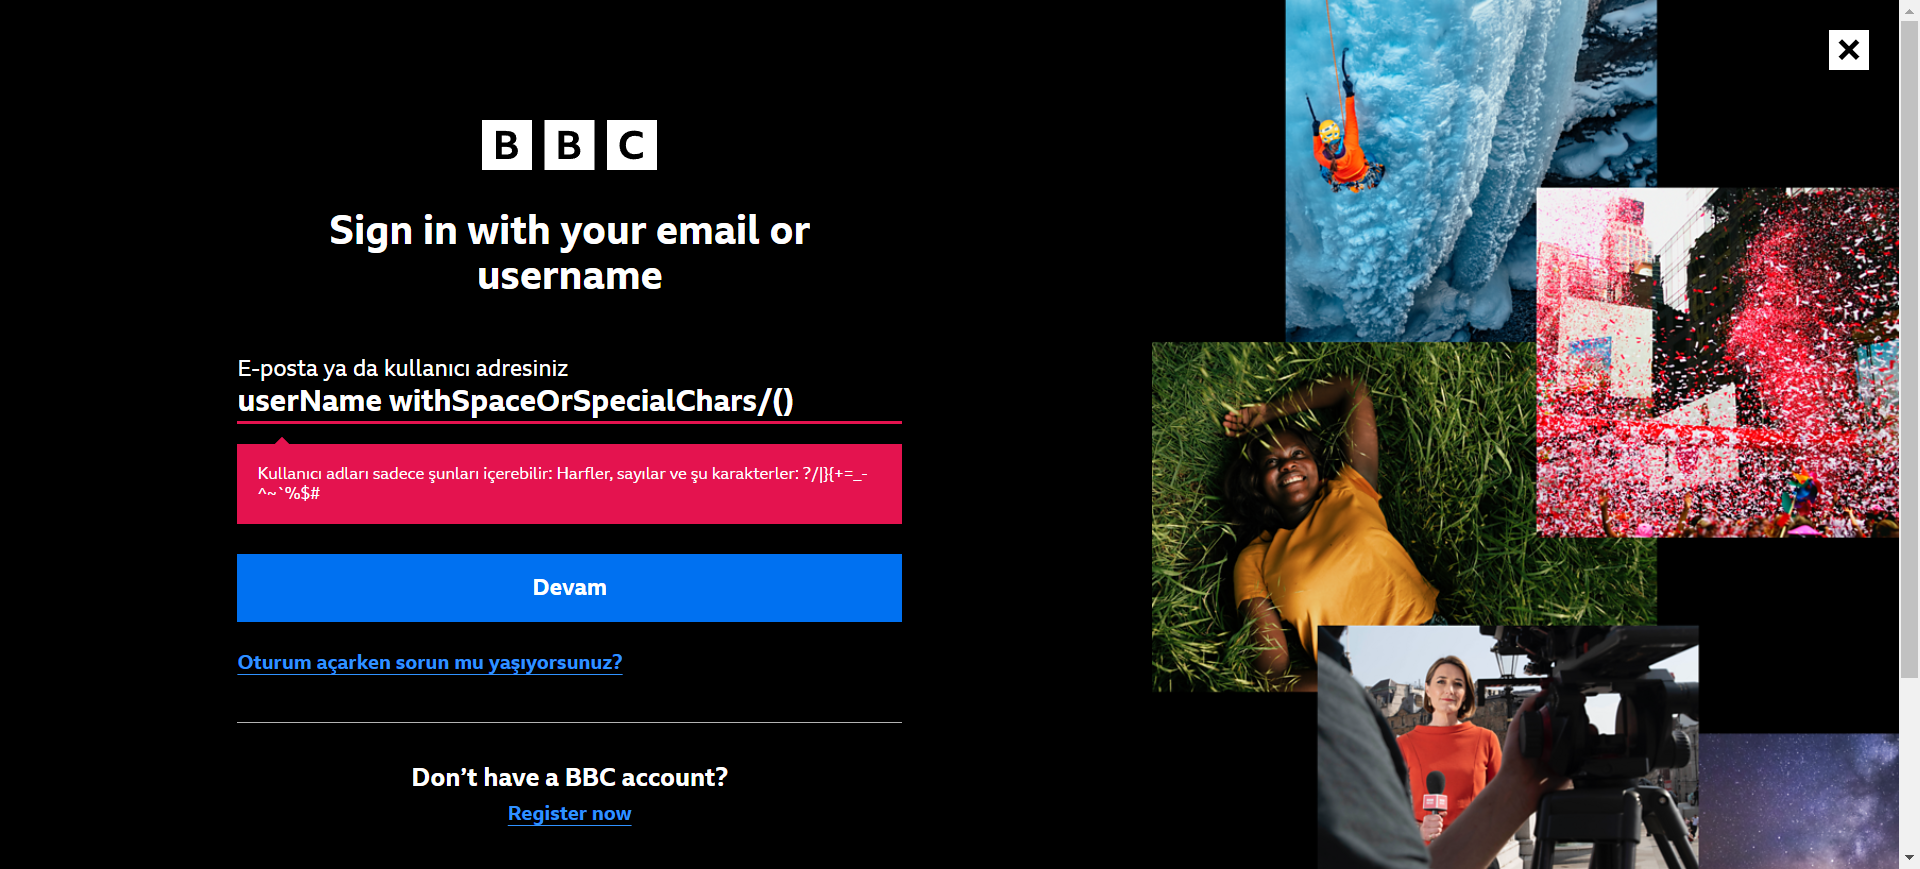 BBC
Sign in with your email or
username
E-posta ya da kullanıcı adresiniz
userName withSpaceOrSpecialChars/()
Kullanıcı adları sadece şunları içerebilir: Harfler, sayılar ve şu karakterler: ?/|}{+=_-
^~`%$#
Devam
Oturum açarken sorun mu yaşıyorsunuz?
Don’t have a BBC account?
Register now